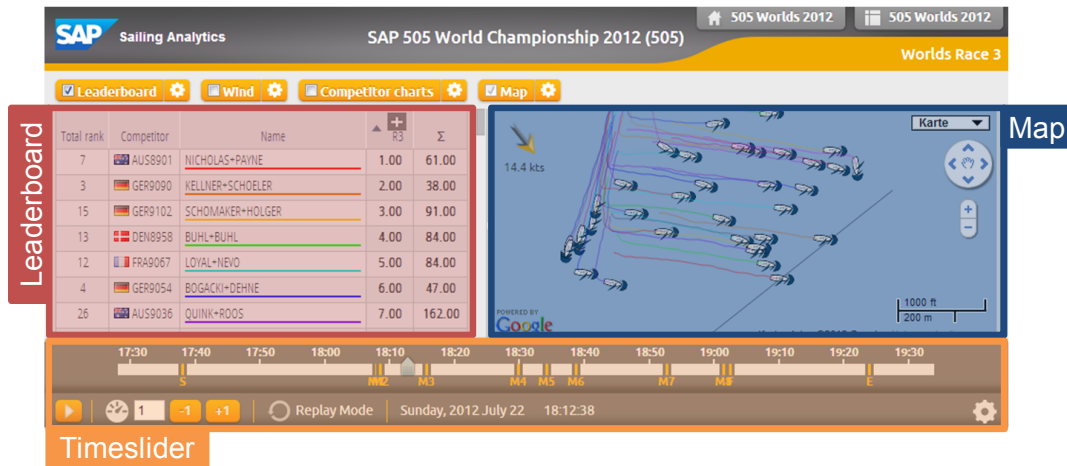 SAP
Sailing Analytics
SAP 505 World Championship 2012 (505)
505 Worlds 2012
505 Worlds 2012
Worlds Race 3
Leaderboard
Wind
Competitor charts
Map
Leaderboard
Total rank Competitor Name R3 Σ
7 AUS8901 NICHOLAS+PAYNE 1.00 61.00
3 GER9090 KELLNER+SCHOELER 2.00 38.00
15 GER9102 SCHOMAKER+HOLGER 3.00 91.00
13 DEN8958 BUHL+BUHL 4.00 84.00
12 FRA9067 LOYAL+NEVO 5.00 84.00
4 GER9054 BOGACKI+DEHNE 6.00 47.00
26 AUS9036 QUINK+ROOS 7.00 162.00
14.4 kts
Karte
Map
+
−
1000 ft
200 m
POWERED BY
Google
17:30 17:40 17:50 18:00 18:10 18:20 18:30 18:40 18:50 19:00 19:10 19:20 19:30
S M2 M3 M4 M5 M6 M7 F E
1 -1 +1 Replay Mode Sunday, 2012 July 22 18:12:38
Timeslider